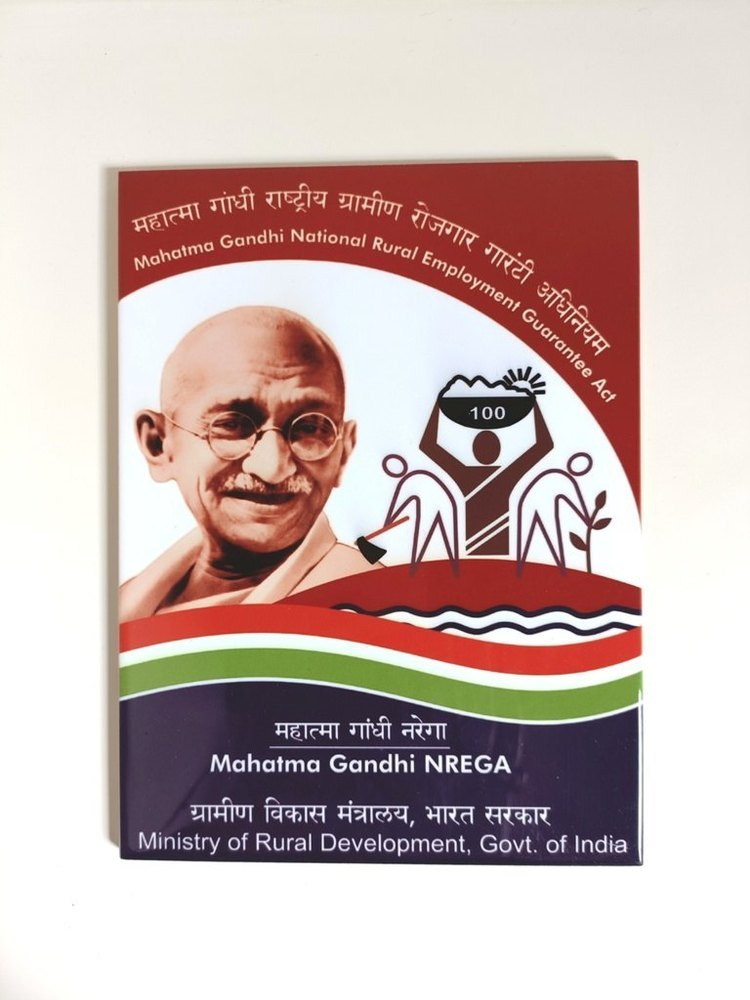 महात्मा गांधी राष्ट्रीय ग्रामीण रोजगार गारंटी अधिनियम
Mahatma Gandhi National Rural Employment Guarantee Act
100
महात्मा गांधी नरेगा
Mahatma Gandhi NREGA
ग्रामीण विकास मंत्रालय, भारत सरकार
Ministry of Rural Development, Govt. of India